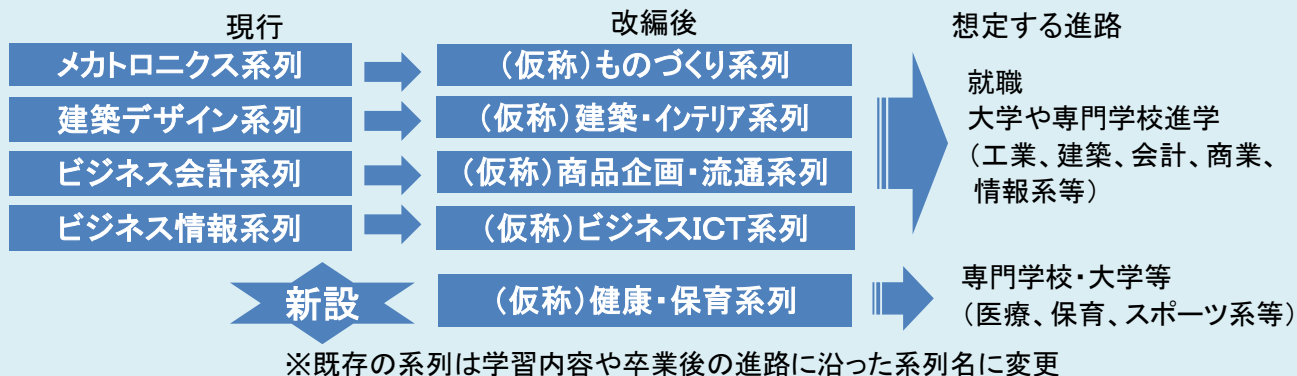 現行 改編後 想定する進路
メカトロニクス系列 (仮称)ものづくり系列
建築デザイン系列 (仮称)建築・インテリア系列
ビジネス会計系列 (仮称)商品企画・流通系列
ビジネス情報系列 (仮称)ビジネスICT系列
就職
大学や専門学校進学
(工業、建築、会計、商業、
情報系等)
新設 (仮称)健康・保育系列
専門学校・大学等
(医療、保育、スポーツ系等)
※既存の系列は学習内容や卒業後の進路に沿った系列名に変更